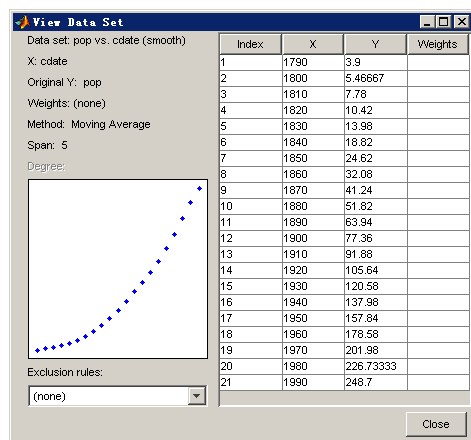 View Data Set
Data set: pop vs. cdate (smooth)
X: cdate
Original Y: pop
Weights: (none)
Method: Moving Average
Span: 5
Degree:
Exclusion rules:
(none)
Index X Y Weights
1 1790 3.9
2 1800 5.46667
3 1810 7.78
4 1820 10.42
5 1830 13.98
6 1840 18.82
7 1850 24.62
8 1860 32.08
9 1870 41.24
10 1880 51.82
11 1890 63.94
12 1900 77.36
13 1910 91.88
14 1920 105.64
15 1930 120.58
16 1940 137.98
17 1950 157.84
18 1960 178.58
19 1970 201.98
20 1980 226.73333
21 1990 248.7
Close